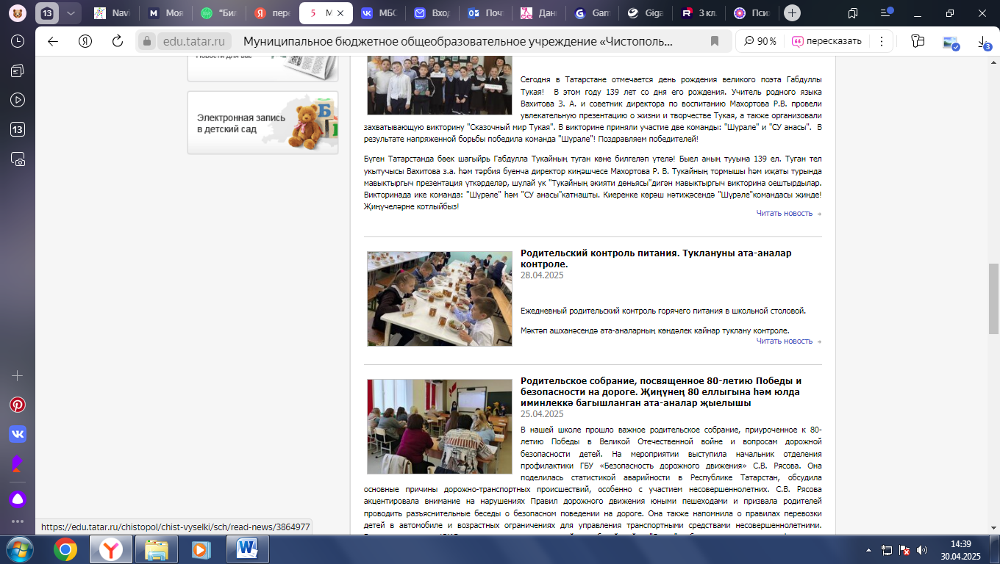 13
Navi
Моя
"Бил
пере
5 М
МБС
Вхо
Почт
Дан
Gam
Giga
3 кл
Пси
edu.tatar.ru
Муниципальное бюджетное общеобразовательное учреждение «Чистополь...
90 %
пересказать
3
13
Новости для вас
Электронная запись
в детский сад
Сегодня в Татарстане отмечается день рождения великого поэта Габдуллы
Тукая! В этом году 139 лет со дня его рождения. Учитель родного языка
Вахитова З. А. и советник директора по воспитанию Махортова Р.В. провели
увлекательную презентацию о жизни и творчестве Тукая, а также организовали
захватывающую викторину "Сказочный мир Тукая". В викторине приняли участие две команды: "Шурале" и "СУ анасы". В
результате напряженной борьбы победила команда "Шурале"! Поздравляем победителей!
Бүген Татарстанда бөек шагыйрь Габдулла Тукайның туган көне билгеләп үтелә! Быел аның тууына 139 ел. Туган тел
укытучысы Вахитова з.а. һәм тәрбия буенча директор киңәшчесе Махортова Р. В. Тукайның тормышы һәм иҗаты турында
мавыктыргыч презентация үткәрделәр, шулай ук "Тукайның әкияти дөньясы"дигән мавыктыргыч викторина оештырдылар.
Викторинада ике команда: "Шүрәле" һәм "СУ анасы"катнашты. Киеренке көрәш нәтиҗәсендә "Шүрәле"командасы җиңде!
Җиңүчеләрне котлыйбыз!
Читать новость
Родительский контроль питания. Туклануны ата-аналар
контроле.
28.04.2025
Ежедневный родительский контроль горячего питания в школьной столовой.
Мәктәп ашханәсендә ата-аналарның көндәлек кайнар туклану контроле.
Читать новость
Родительское собрание, посвященное 80-летию Победы и
безопасности на дороге. Җиңүнең 80 еллыгына һәм юлда
иминлеккә багышланган ата-аналар җыелышы
25.04.2025
В нашей школе прошло важное родительское собрание, приуроченное к 80-
летию Победы в Великой Отечественной войне и вопросам дорожной
безопасности детей. На мероприятии выступила начальник отделения
профилактики ГБУ «Безопасность дорожного движения» С.В. Рясова. Она
поделилась статистикой аварийности в Республике Татарстан, обсудила
основные причины дорожно-транспортных происшествий, особенно с участием несовершеннолетних. С.В. Рясова
акцентировала внимание на нарушениях Правил дорожного движения юными пешеходами и призвала родителей
проводить разъяснительные беседы о безопасном поведении на дороге. Она также напомнила о правилах перевозки
детей в автомобиле и возрастных ограничениях для управления транспортными средствами несовершеннолетними.
https://edu.tatar.ru/chistopol/chist-vyselki/sch/read-news/3864977
14:39
30.04.2025